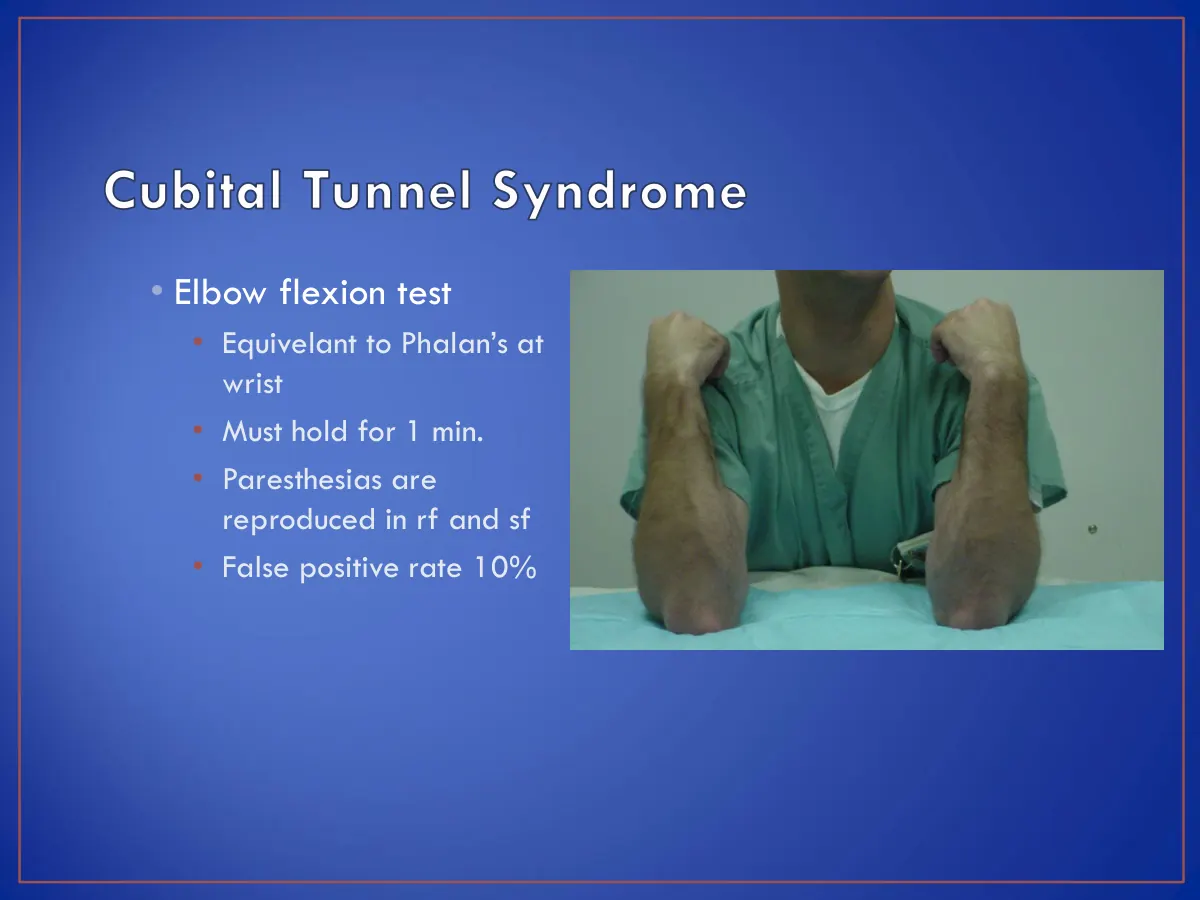 Cubital Tunnel Syndrome
• Elbow flexion test
• Equivelant to Phalan's at
wrist
• Must hold for 1 min.
• Paresthesias are
reproduced in rf and sf
• False positive rate 10%